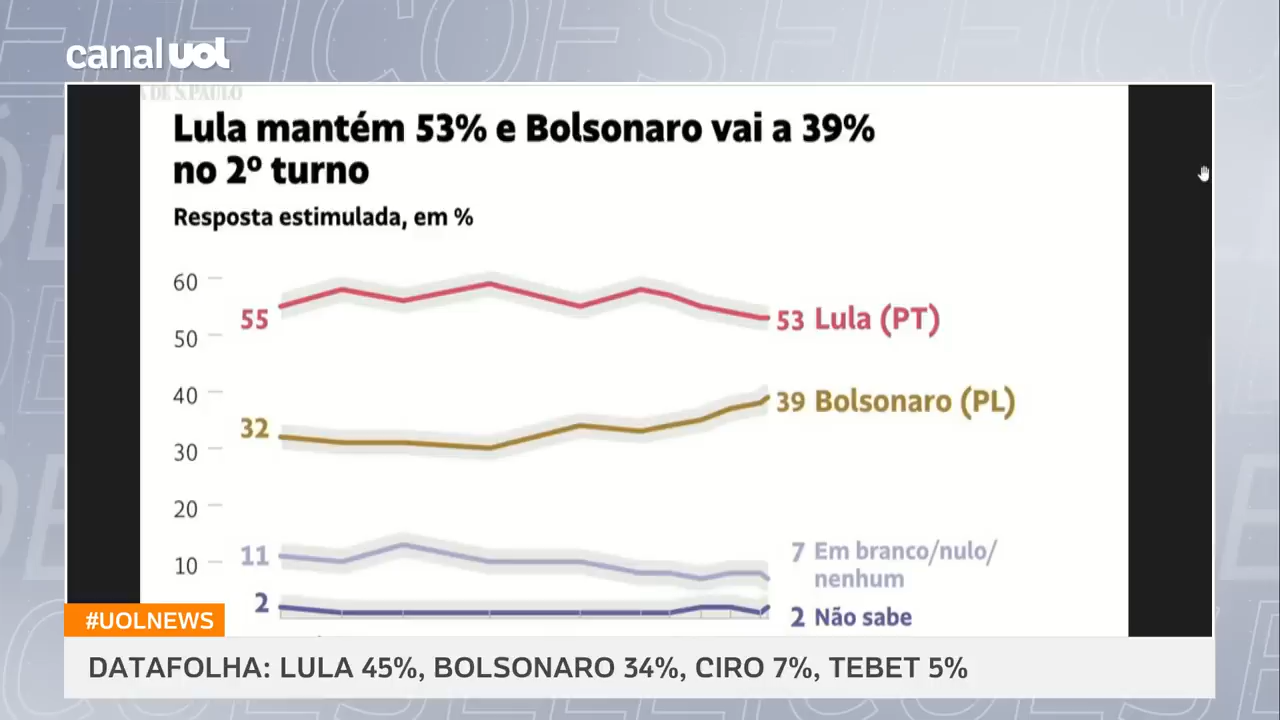 canal uol
A DE S.PAULO
Lula mantém 53% e Bolsonaro vai a 39%
no 2º turno
Resposta estimulada, em %
60
55
53 Lula (PT)
50
40
39 Bolsonaro (PL)
32
30
20
11
10
7 Em branco/nulo/
nenhum
2
2 Não sabe
#UOLNEWS
DATAFOLHA: LULA 45%, BOLSONARO 34%, CIRO 7%, TEBET 5%